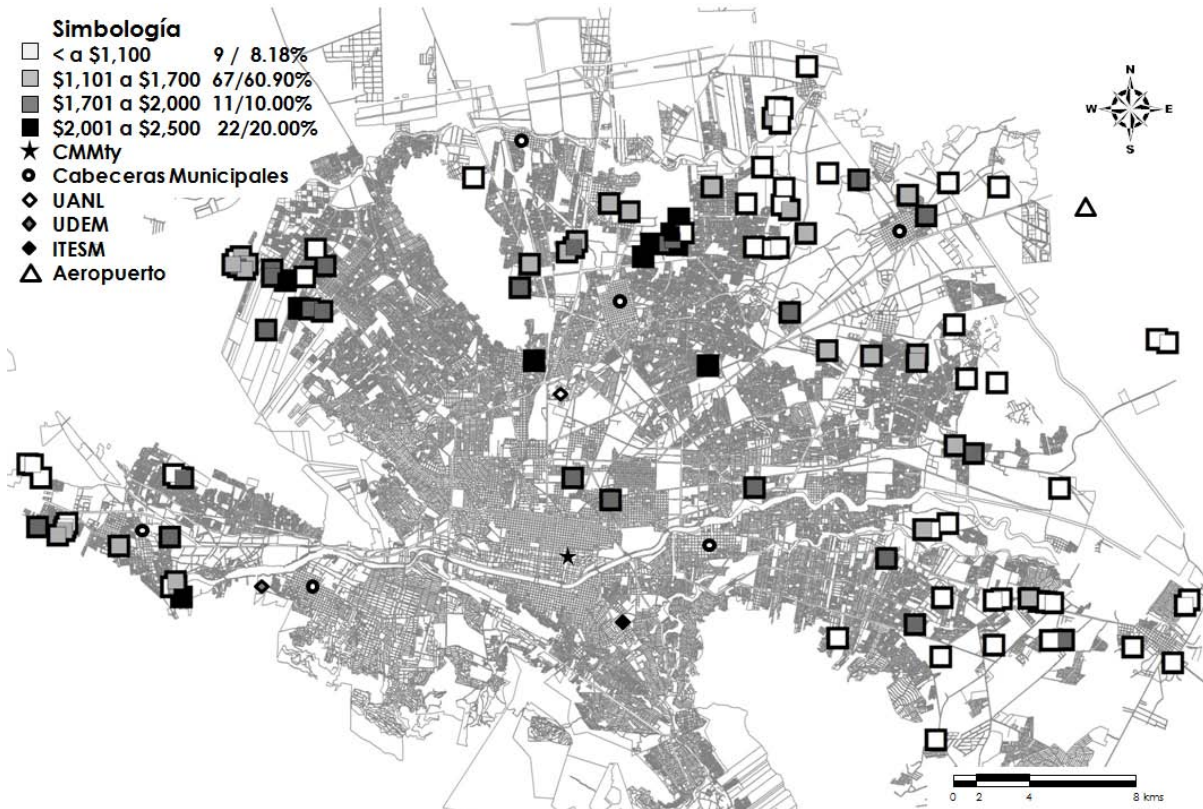 Simbología
< a $1,100 9 / 8.18%
$1,101 a $1,700 67/60.90%
$1,701 a $2,000 11/10.00%
$2,001 a $2,500 22/20.00%
CMMty
Cabeceras Municipales
UANL
UDEM
ITESM
Aeropuerto
N
W E
S
0 2 4 8 kms